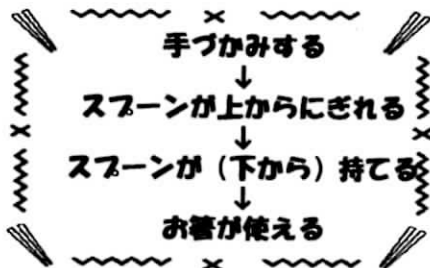 手づかみする
↓
スプーンが上からにぎれる
↓
スプーンが（下から）持てる
↓
お箸が使える